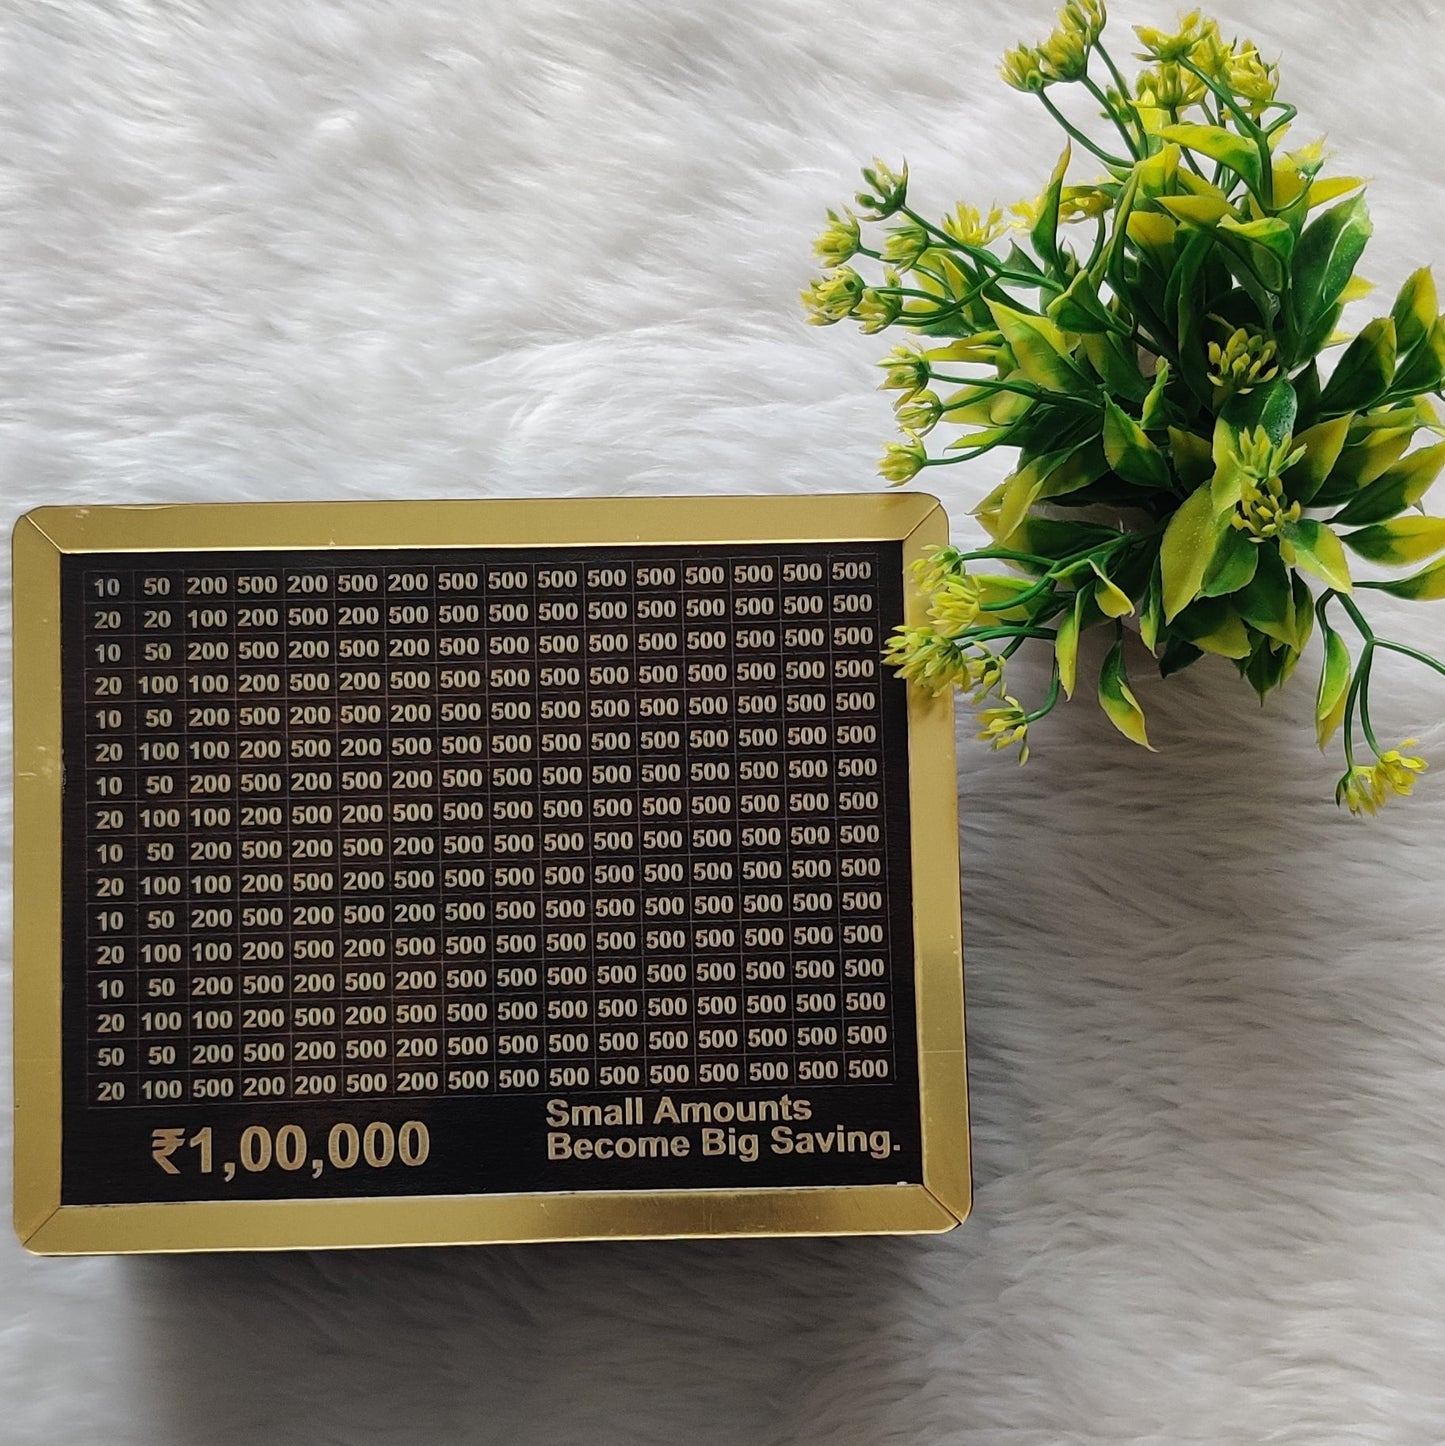 10 50 200 500 200 500 200 500 500 500 500 500 500 500 500 500
20 20 100 200 500 200 500 500 500 500 500 500 500 500 500 500
10 50 200 500 200 500 200 500 500 500 500 500 500 500 500 500
20 100 100 200 500 200 500 500 500 500 500 500 500 500 500 500
10 50 200 500 200 500 200 500 500 500 500 500 500 500 500 500
20 100 100 200 500 200 500 500 500 500 500 500 500 500 500 500
10 50 200 500 200 500 200 500 500 500 500 500 500 500 500 500
20 100 100 200 500 200 500 500 500 500 500 500 500 500 500 500
10 50 200 500 200 500 200 500 500 500 500 500 500 500 500 500
20 100 100 200 500 200 500 500 500 500 500 500 500 500 500 500
10 50 200 500 200 500 200 500 500 500 500 500 500 500 500 500
20 100 100 200 500 200 500 500 500 500 500 500 500 500 500 500
10 50 200 500 200 500 200 500 500 500 500 500 500 500 500 500
20 100 100 200 500 200 500 500 500 500 500 500 500 500 500 500
50 50 200 500 200 500 200 500 500 500 500 500 500 500 500 500
20 100 500 200 200 500 200 500 500 500 500 500 500 500 500 500
₹1,00,000
Small Amounts
Become Big Saving.